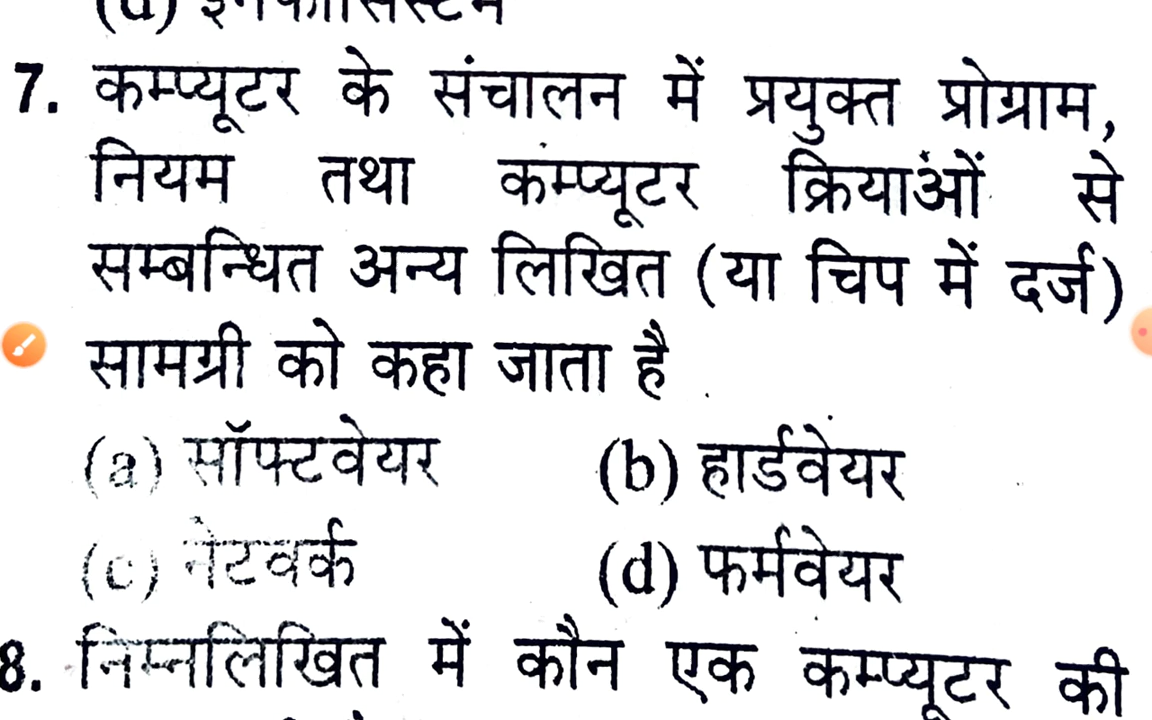 7. कम्प्यूटर के संचालन में प्रयुक्त प्रोग्राम,
नियम तथा कम्प्यूटर क्रियाओं से
सम्बन्धित अन्य लिखित (या चिप में दर्ज)
सामग्री को कहा जाता है
(a) सॉफ्टवेयर (b) हार्डवेयर
(c) नेटवर्क (d) फर्मवेयर
8. निम्नलिखित में कौन एक कम्प्यूटर की